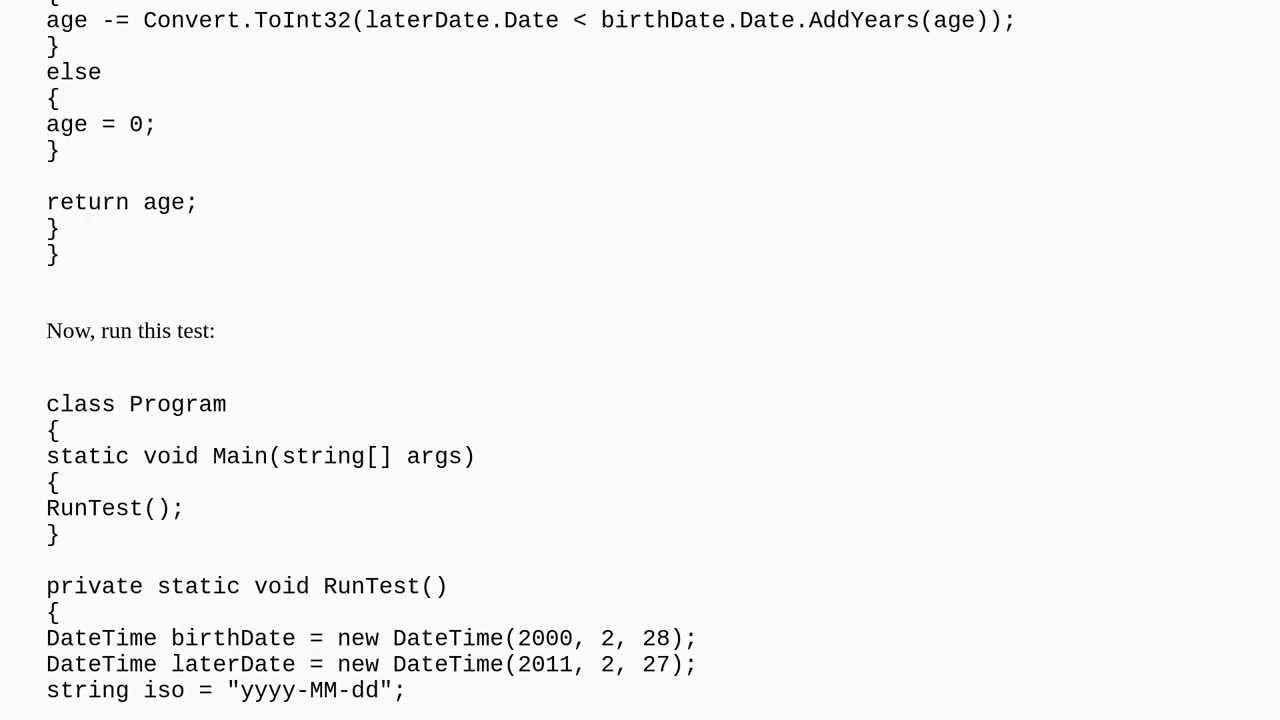 {
age -= Convert.ToInt32(laterDate.Date < birthDate.Date.AddYears(age));
}
else
{
age = 0;
}
return age;
}
}
Now, run this test:
class Program
{
static void Main(string[] args)
{
RunTest();
}
private static void RunTest()
{
DateTime birthDate = new DateTime(2000, 2, 28);
DateTime laterDate = new DateTime(2011, 2, 27);
string iso = "yyyy-MM-dd";